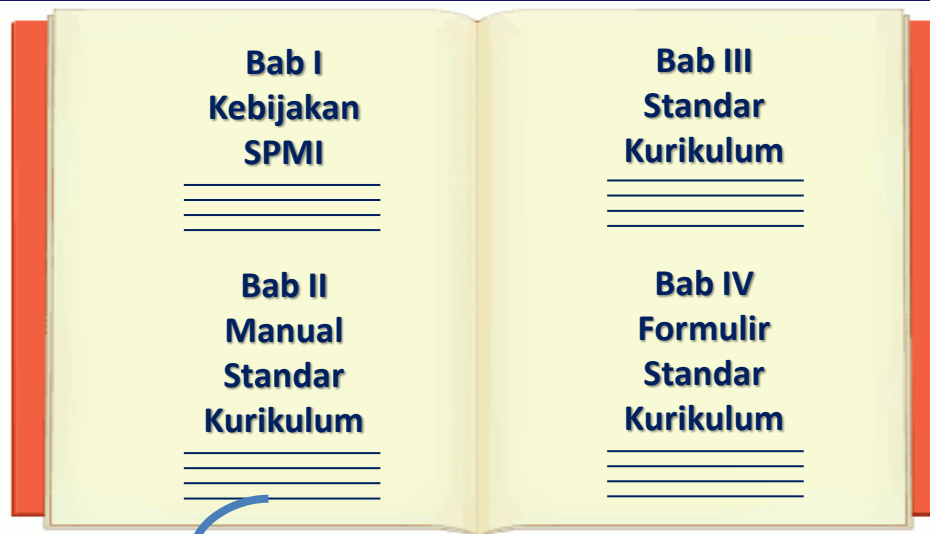 Bab I
Kebijakan
SPMI
Bab II
Manual
Standar
Kurikulum
Bab III
Standar
Kurikulum
Bab IV
Formulir
Standar
Kurikulum